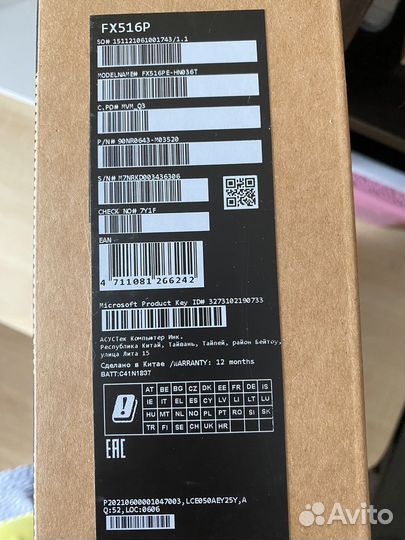 FX516P
SO# 151121061001743/1.1
MODELNAME# FX516PE-HN036T
C.PD# MVM_Q3
P/N# 90NR0643-M03520
S/N# M7NRKD003436306
CHECK NO# 7Y1F
EAN
4 711081 266242
Microsoft Product Key ID# 3273102190733
АСУСТек Компьютер Инк.
Республика Китай, Тайвань, Тайпей, район Бейтоу,
улица Лита 15
Сделано в Китае /WARRANTY: 12 months
BATT:C41N1837
AT BE BG CZ DK EE FR DE IS
IE IT EL ES CY LV LI LT LU
HU MT NL NO PL PT RO SI SK
TR FI SE CH UK HR
EAC
P20210600001047003,LCE050AEY25Y,A
Q:52,LOC:0606
Avito